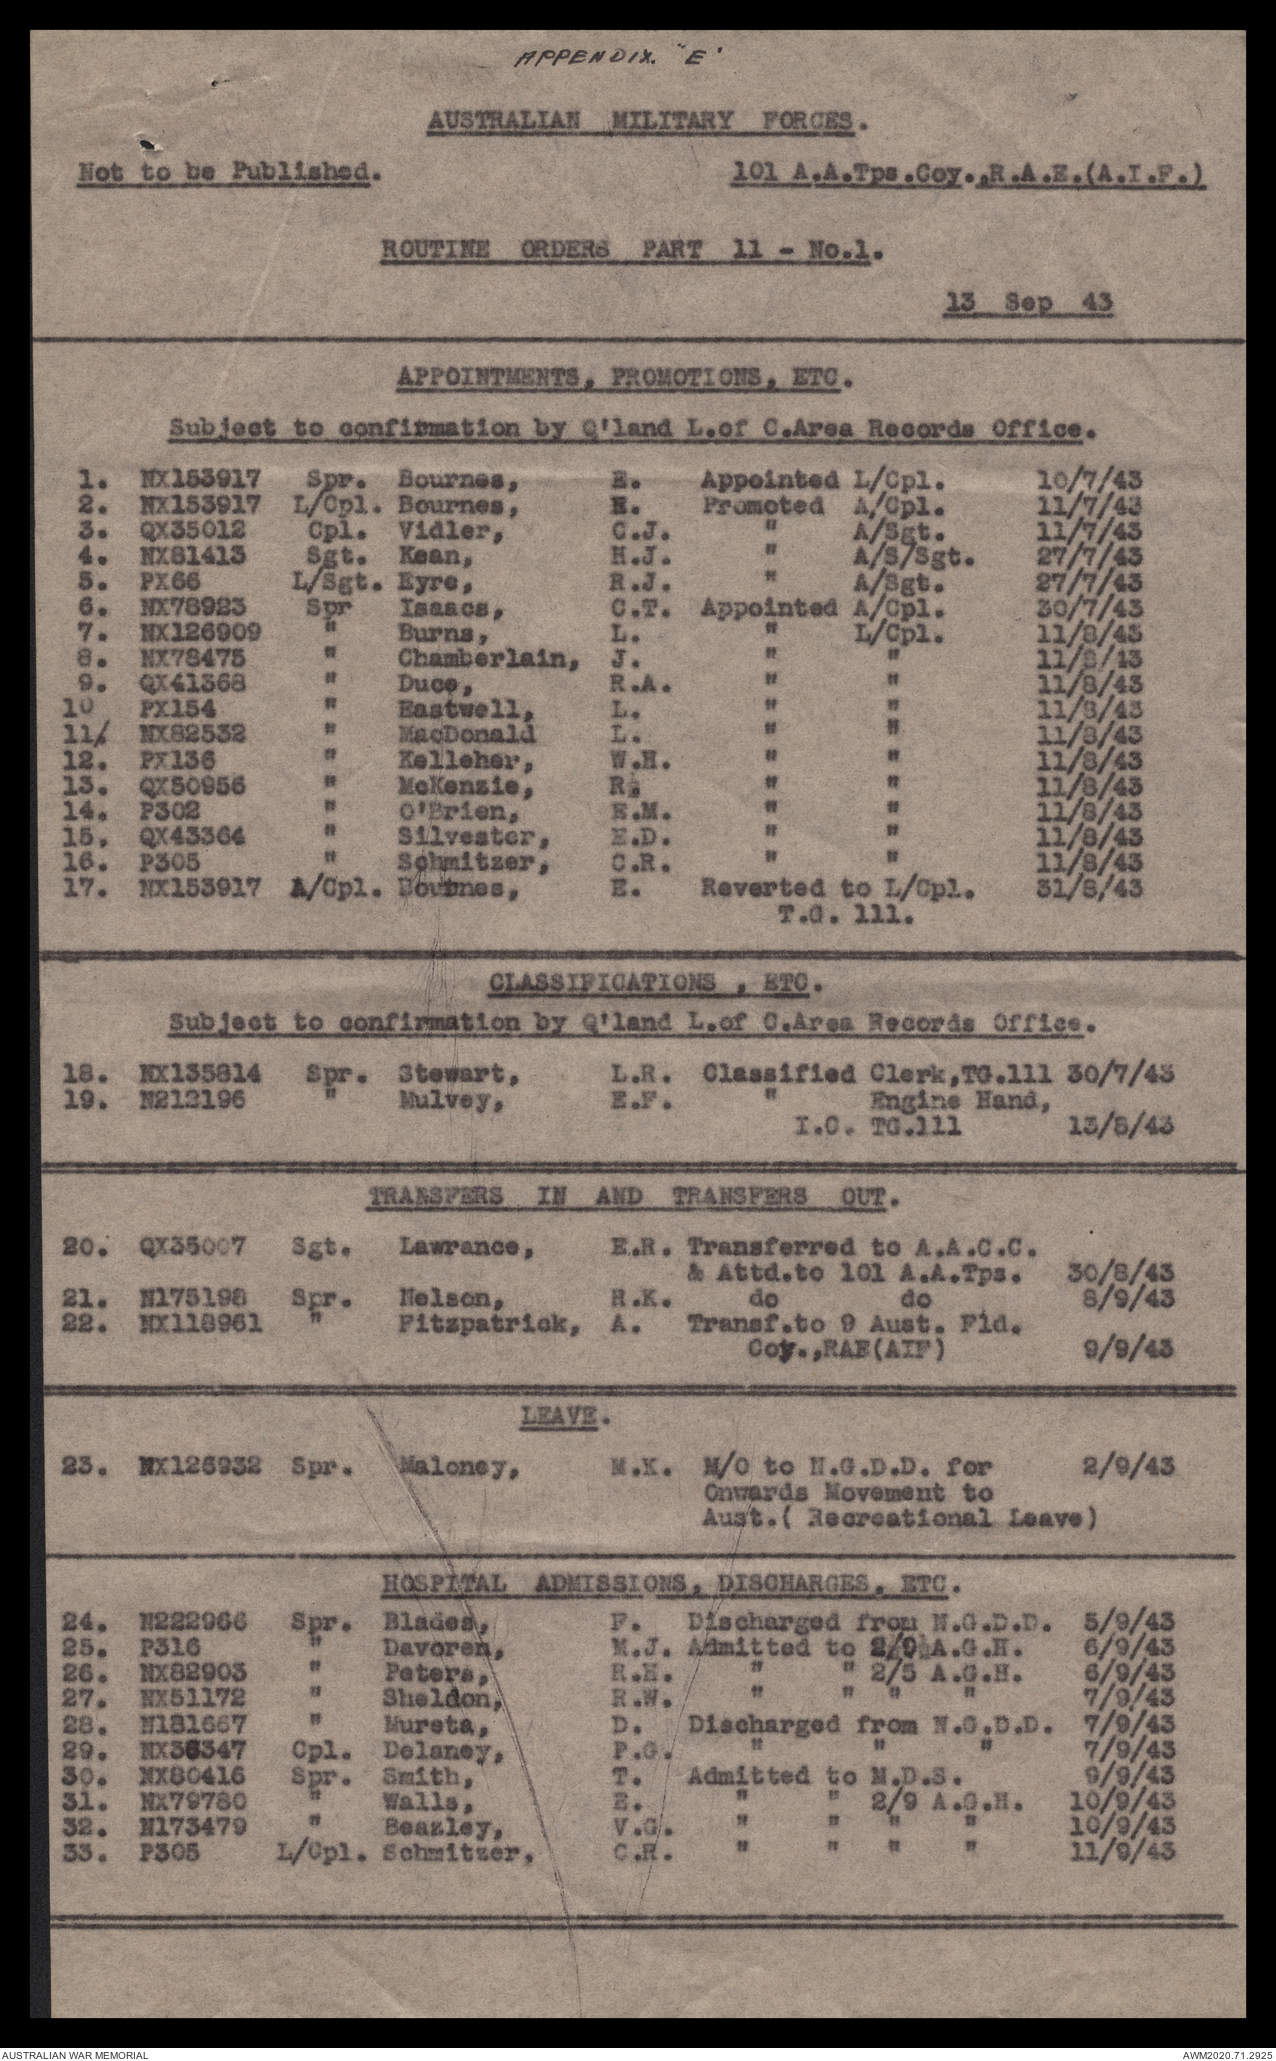 APPENDIX. "E"
AUSTRALIAN MILITARY FORCES.
Not to be Published. 101 A.A.Tps.Coy.,R.A.E.(A.I.F.)
ROUTINE ORDERS PART 11 - No.1.
13 Sep 43
APPOINTMENTS, PROMOTIONS, ETC.
Subject to confirmation by Q'land L.of C.Area Records Office.
1. NX153917 Spr. Bournes, E. Appointed L/Cpl. 10/7/43
2. NX153917 L/Cpl. Bournes, E. Promoted A/Cpl. 11/7/43
3. QX35012 Cpl. Vidler, C.J. " A/Sgt. 11/7/43
4. NX81413 Sgt. Kean, H.J. " A/S/Sgt. 27/7/43
5. PX66 L/Sgt. Eyre, R.J. " A/Sgt. 27/7/43
6. NX78923 Spr Isaacs, C.T. Appointed A/Cpl. 30/7/43
7. NX126909 " Burns, L. " L/Cpl. 11/8/43
8. NX78475 " Chamberlain, J. " " 11/8/43
9. QX41368 " Duce, R.A. " " 11/8/43
10 PX154 " Eastwell, L. " " 11/8/43
11/ NX82532 " MacDonald L. " " 11/8/43
12. PX136 " Kelleher, W.H. " " 11/8/43
13. QX50956 " McKenzie, R. " " 11/8/43
14. P302 " O'Brien, E.M. " " 11/8/43
15. QX43364 " Silvester, E.D. " " 11/8/43
16. P305 " Schmitzer, C.R. " " 11/8/43
17. NX153917 A/Cpl. Bournes, E. Reverted to L/Cpl. 31/8/43
T.G. 111.
CLASSIFICATIONS , ETC.
Subject to confirmation by Q'land L.of C.Area Records Office.
18. NX135814 Spr. Stewart, L.R. Classified Clerk,TG.111 30/7/43
19. N212196 " Mulvey, E.F. " Engine Hand,
I.C. TG.111 13/8/43
TRANSFERS IN AND TRANSFERS OUT.
20. QX35007 Sgt. Lawrance, E.R. Transferred to A.A.C.C.
& Attd.to 101 A.A.Tps. 30/8/43
21. N175198 Spr. Nelson, R.K. do do 8/9/43
22. NX118961 " Fitzpatrick, A. Transf.to 9 Aust. Fld.
Coy.,RAE(AIF) 9/9/43
LEAVE.
23. NX126932 Spr. Maloney, M.K. M/O to N.G.D.D. for 2/9/43
Onwards Movement to
Aust.( Recreational Leave)
HOSPITAL ADMISSIONS, DISCHARGES, ETC.
24. N222966 Spr. Blades, F. Discharged from N.G.D.D. 5/9/43
25. P316 " Davoren, M.J. Admitted to 2/9 A.G.H. 6/9/43
26. NX82903 " Peters, R.H. " " 2/5 A.G.H. 6/9/43
27. NX51172 " Sheldon, R.W. " " " " 7/9/43
28. N181667 " Mureta, D. Discharged from N.G.D.D. 7/9/43
29. NX36347 Cpl. Delaney, P.G. " " " 7/9/43
30. NX80416 Spr. Smith, T. Admitted to M.D.S. 9/9/43
31. NX79780 " Walls, E. " " 2/9 A.G.H. 10/9/43
32. N173479 " Beazley, V.G. " " " " 10/9/43
33. P305 L/Cpl. Schmitzer, C.R. " " " " 11/9/43
AUSTRALIAN WAR MEMORIAL AWM2020.71.2925